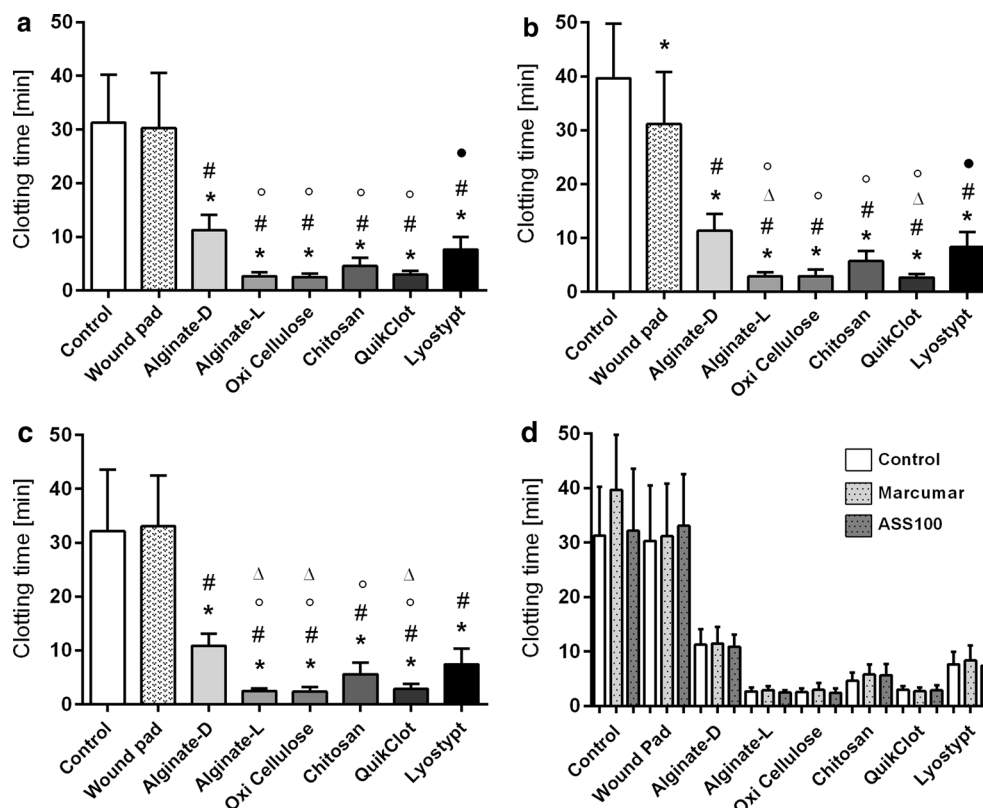 a
Clotting time [min]
50
40
30
20
10
0
# *
° # *
° # *
° # *
° # *
● # *
Control
Wound pad
Alginate-D
Alginate-L
Oxi Cellulose
Chitosan
QuikClot
Lyostypt
b
Clotting time [min]
50
40
30
20
10
0
*
# *
° Δ # *
° # *
° # *
° Δ # *
● # *
Control
Wound pad
Alginate-D
Alginate-L
Oxi Cellulose
Chitosan
QuikClot
Lyostypt
c
Clotting time [min]
50
40
30
20
10
0
# *
Δ ° # *
Δ ° # *
° # *
Δ ° # *
# *
Control
Wound pad
Alginate-D
Alginate-L
Oxi Cellulose
Chitosan
QuikClot
Lyostypt
d
Clotting time [min]
50
40
30
20
10
0
Control
Marcumar
ASS100
Control
Wound Pad
Alginate-D
Alginate-L
Oxi Cellulose
Chitosan
QuikClot
Lyostypt